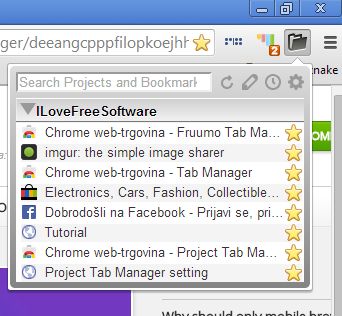 ger/deeangcpppfilopkoejhh
2
Search Projects and Bookmark
nake
ILoveFreeSoftware
Chrome web-trgovina - Fruumo Tab Ma...
imgur: the simple image sharer
Chrome web-trgovina - Tab Manager
Electronics, Cars, Fashion, Collectible...
Dobrodošli na Facebook - Prijavi se, pri...
Tutorial
Chrome web-trgovina - Project Tab Ma...
Project Tab Manager setting
Why should only mobile brow